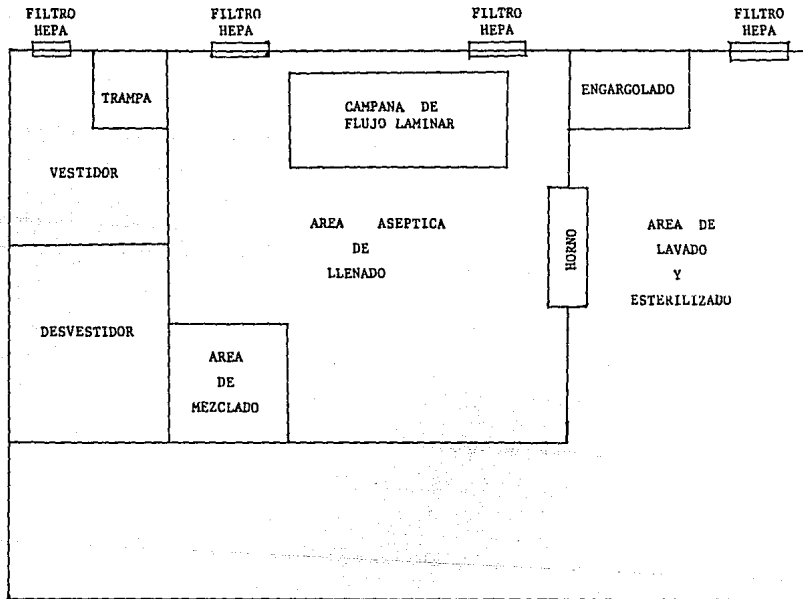 FILTRO
HEPA
FILTRO
HEPA
FILTRO
HEPA
FILTRO
HEPA
TRAMPA
CAMPANA DE
FLUJO LAMINAR
ENGARGOLADO
VESTIDOR
AREA ASEPTICA
DE
LLENADO
HORNO
AREA DE
LAVADO
Y
ESTERILIZADO
DESVESTIDOR
AREA
DE
MEZCLADO